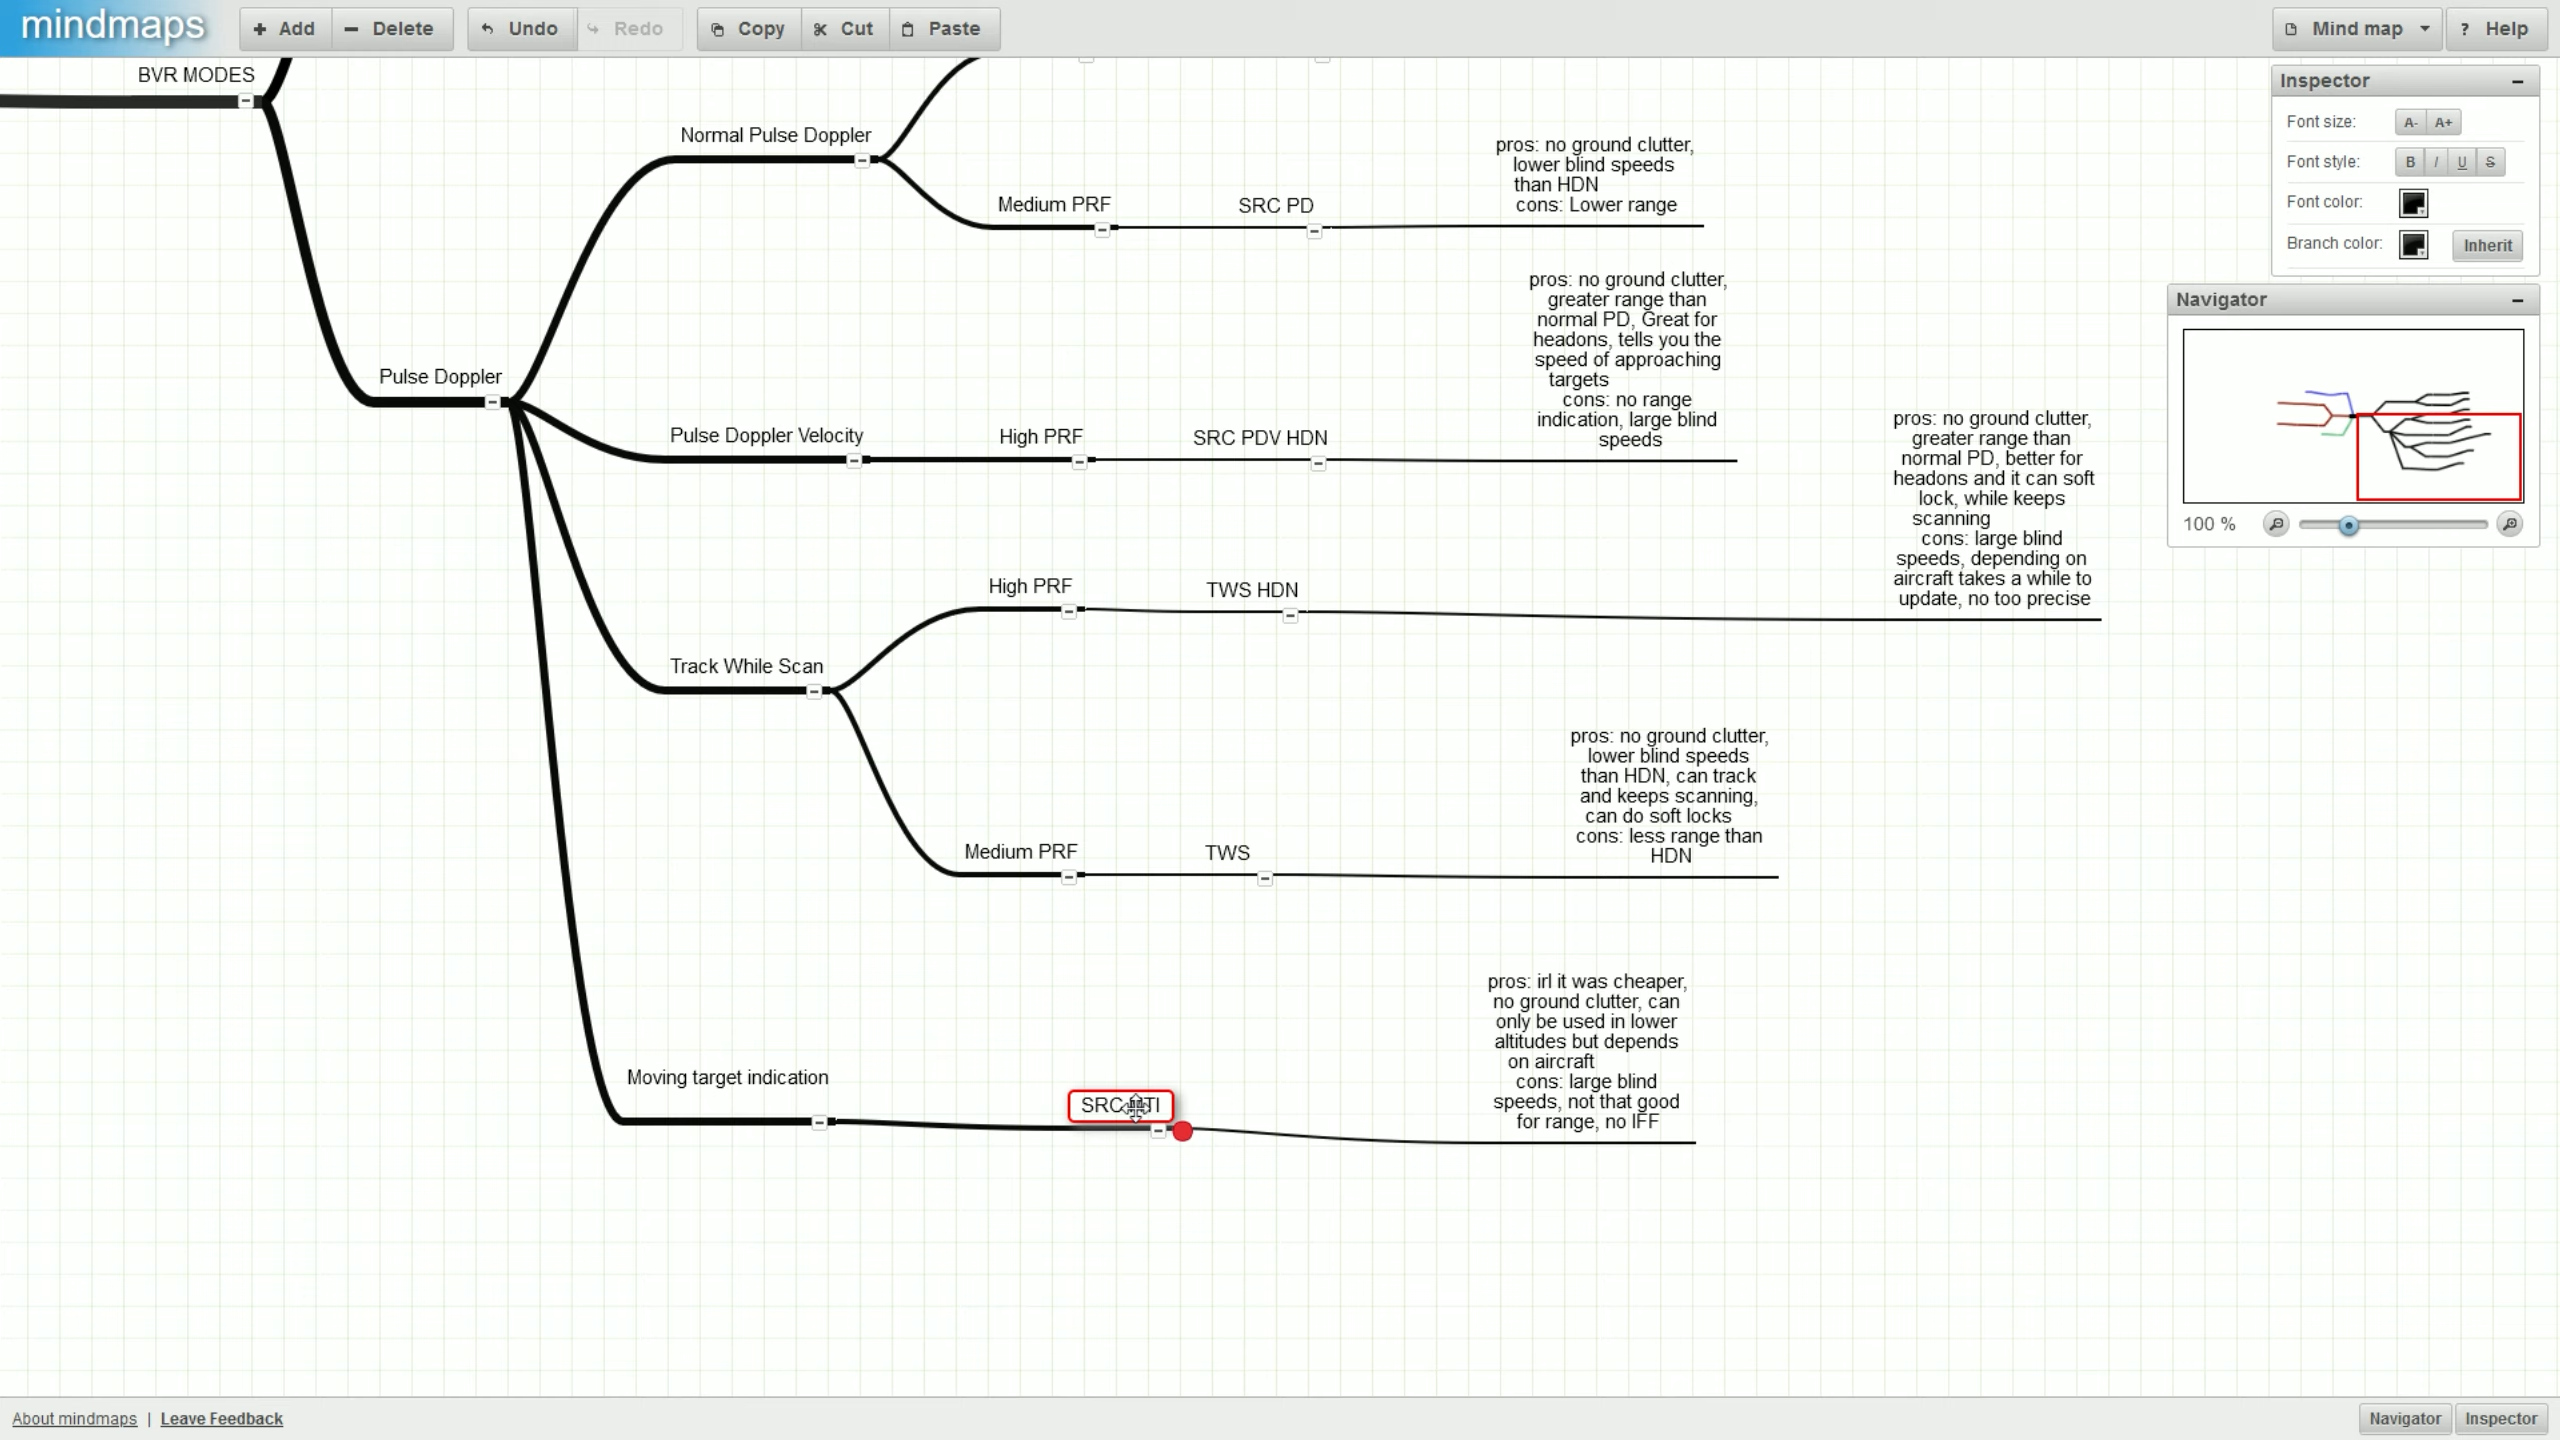 mindmaps
Add
Delete
Undo
Redo
Copy
Cut
Paste
Mind map
? Help
BVR MODES
Normal Pulse Doppler
Medium PRF
SRC PD
pros: no ground clutter,
lower blind speeds
than HDN
cons: Lower range
Pulse Doppler
Pulse Doppler Velocity
High PRF
SRC PDV HDN
pros: no ground clutter,
greater range than
normal PD, Great for
headons, tells you the
speed of approaching
targets
cons: no range
indication, large blind
speeds
Track While Scan
High PRF
TWS HDN
pros: no ground clutter,
greater range than
normal PD, better for
headons and it can soft
lock, while keeps
scanning
cons: large blind
speeds, depending on
aircraft takes a while to
update, no too precise
Medium PRF
TWS
pros: no ground clutter,
lower blind speeds
than HDN, can track
and keeps scanning,
can do soft locks
cons: less range than
HDN
Moving target indication
SRC
pros: irl it was cheaper,
no ground clutter, can
only be used in lower
altitudes but depends
on aircraft
cons: large blind
speeds, not that good
for range, no IFF
Inspector
Font size:
A- A+
Font style:
B I U S
Font color:
Branch color:
Inherit
Navigator
100 %
About mindmaps | Leave Feedback
Navigator
Inspector